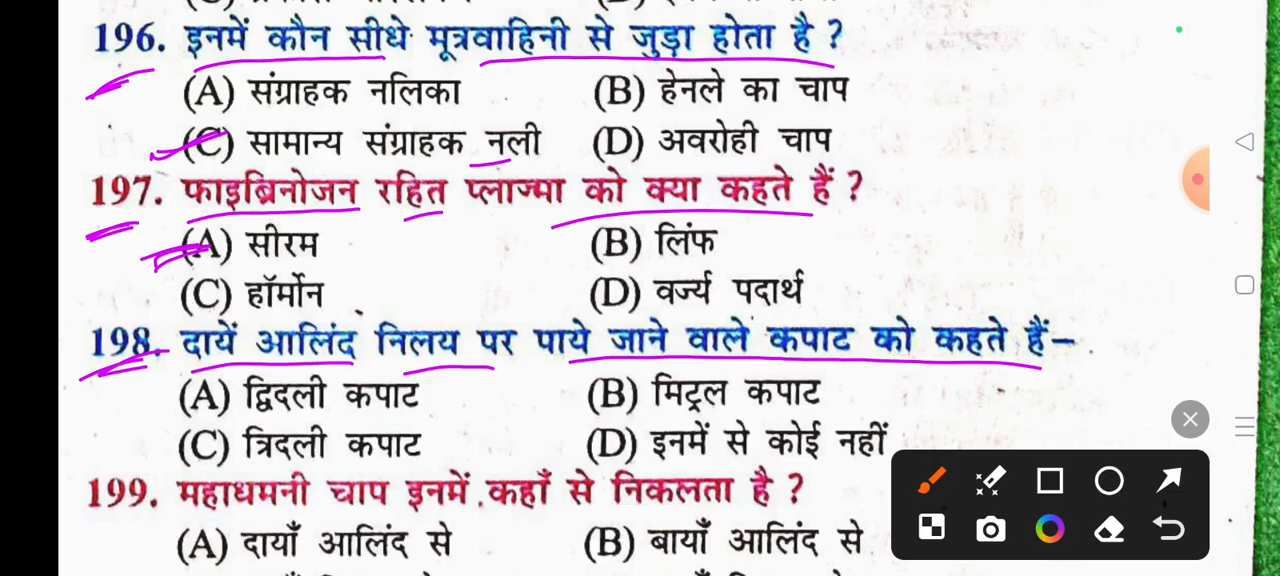 196. इनमें कौन सीधे मूत्रवाहिनी से जुड़ा होता है ?
(A) संग्राहक नलिका (B) हेनले का चाप
(C) सामान्य संग्राहक नली (D) अवरोही चाप
197. फाइब्रिनोजन रहित प्लाज्मा को क्या कहते हैं ?
(A) सीरम (B) लिंफ
(C) हॉर्मोन (D) वर्ज्य पदार्थ
198. दायें आलिंद निलय पर पाये जाने वाले कपाट को कहते हैं–
(A) द्विदली कपाट (B) मिट्रल कपाट
(C) त्रिदली कपाट (D) इनमें से कोई नहीं
199. महाधमनी चाप इनमें कहाँ से निकलता है ?
(A) दायाँ आलिंद से (B) बायाँ आलिंद से